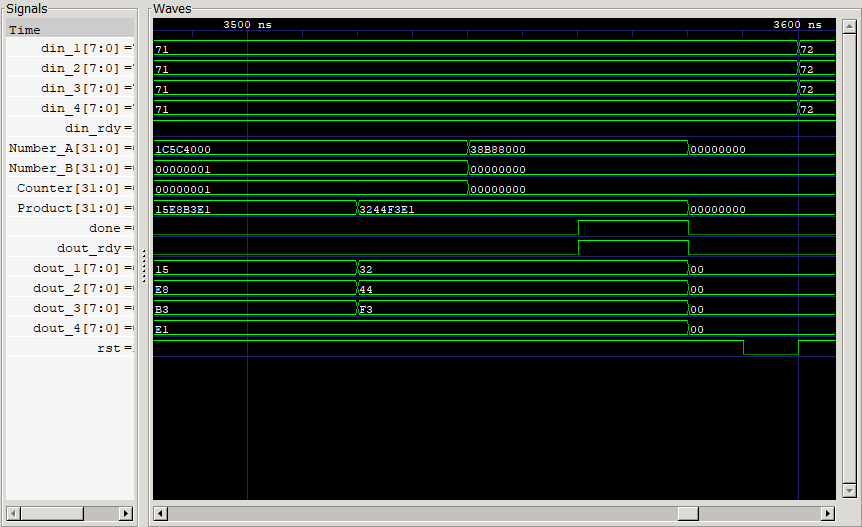 Signals
Waves
Time
3500 ns 3600 ns
din_1[7:0] = 71 72
din_2[7:0] = 71 72
din_3[7:0] = 71 72
din_4[7:0] = 71 72
din_rdy =
Number_A[31:0] = 1C5C4000 38B88000 00000000
Number_B[31:0] = 00000001 00000000
Counter[31:0] = 00000001 00000000
Product[31:0] = 15E8B3E1 3244F3E1 00000000
done =
dout_rdy =
dout_1[7:0] = 15 32 00
dout_2[7:0] = E8 44 00
dout_3[7:0] = B3 F3 00
dout_4[7:0] = E1 00
rst =